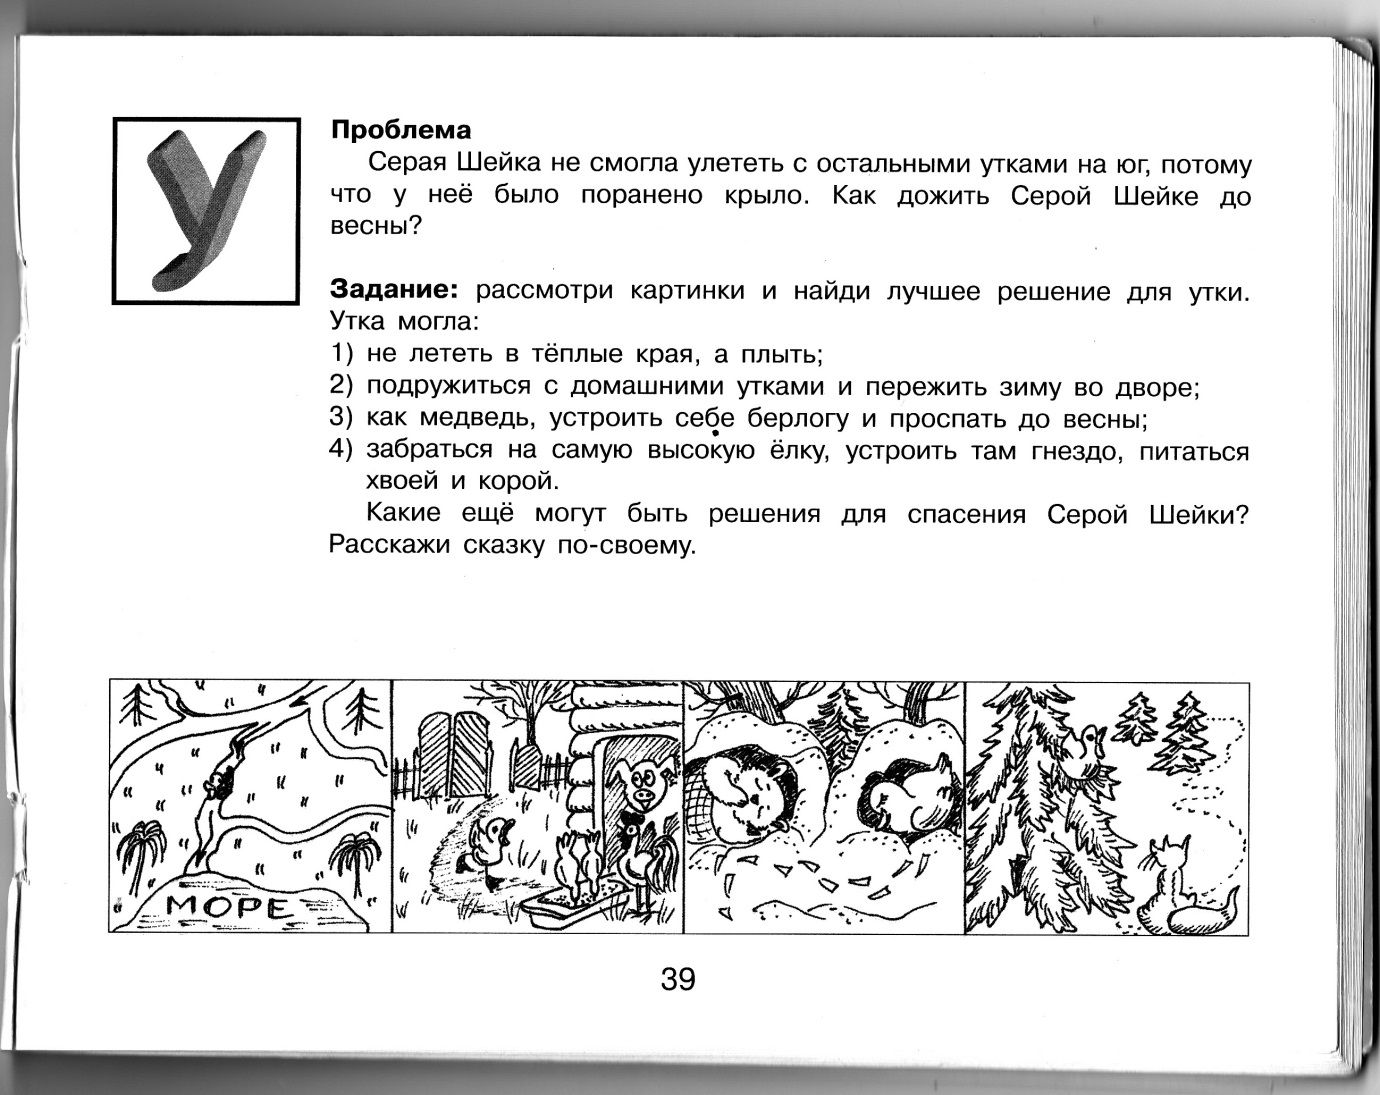 У
Проблема
Серая Шейка не смогла улететь с остальными утками на юг, потому
что у неё было поранено крыло. Как дожить Серой Шейке до
весны?
Задание: рассмотри картинки и найди лучшее решение для утки.
Утка могла:
1) не лететь в тёплые края, а плыть;
2) подружиться с домашними утками и пережить зиму во дворе;
3) как медведь, устроить себе берлогу и проспать до весны;
4) забраться на самую высокую ёлку, устроить там гнездо, питаться
хвоей и корой.
Какие ещё могут быть решения для спасения Серой Шейки?
Расскажи сказку по-своему.
МОРЕ
39